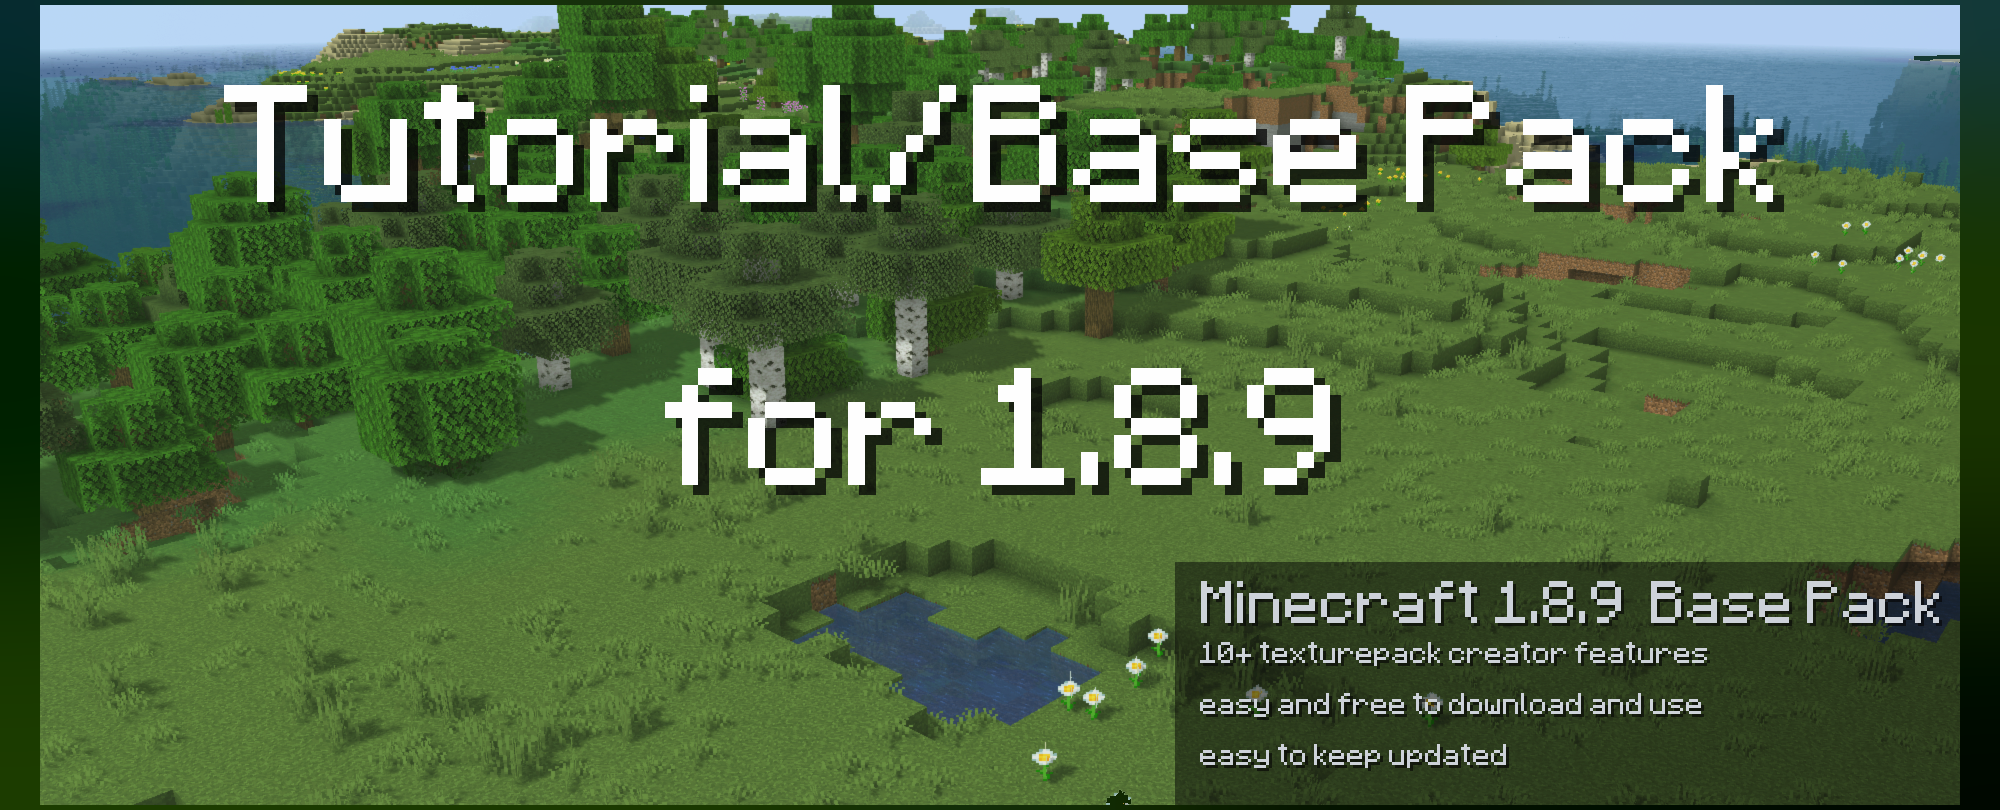 Tutorial/Base Pack
for 1.8.9
Minecraft 1.8.9 Base Pack
10+ texturepack creator features
easy and free to download and use
easy to keep updated